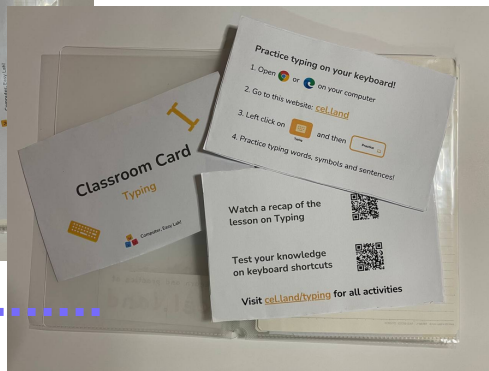 Classroom Card
Typing
Computer, Easy Lab!
Practice typing on your keyboard!
1. Open or on your computer
2. Go to this website: cel.land
3. Left click on and then
4. Practice typing words, symbols and sentences!
Watch a recap of the
lesson on Typing
Test your knowledge
on keyboard shortcuts
Visit cel.land/typing for all activities